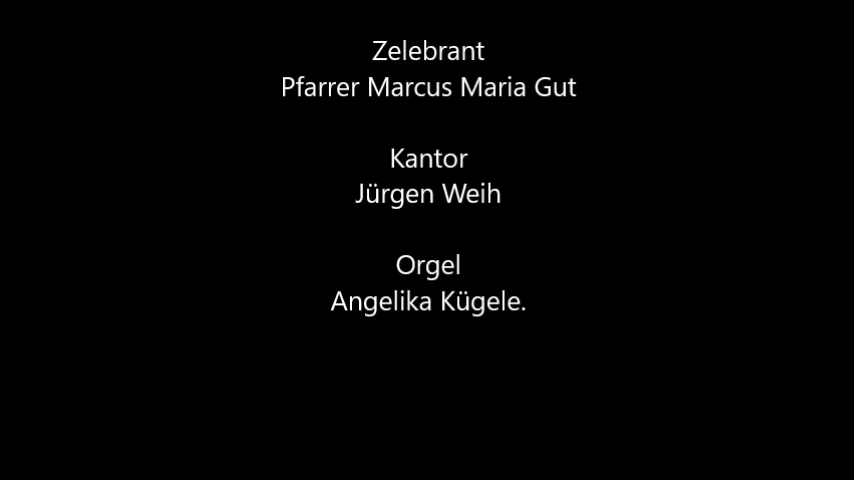 Zelebrant
Pfarrer Marcus Maria Gut
Kantor
Jürgen Weih
Orgel
Angelika Kügele.